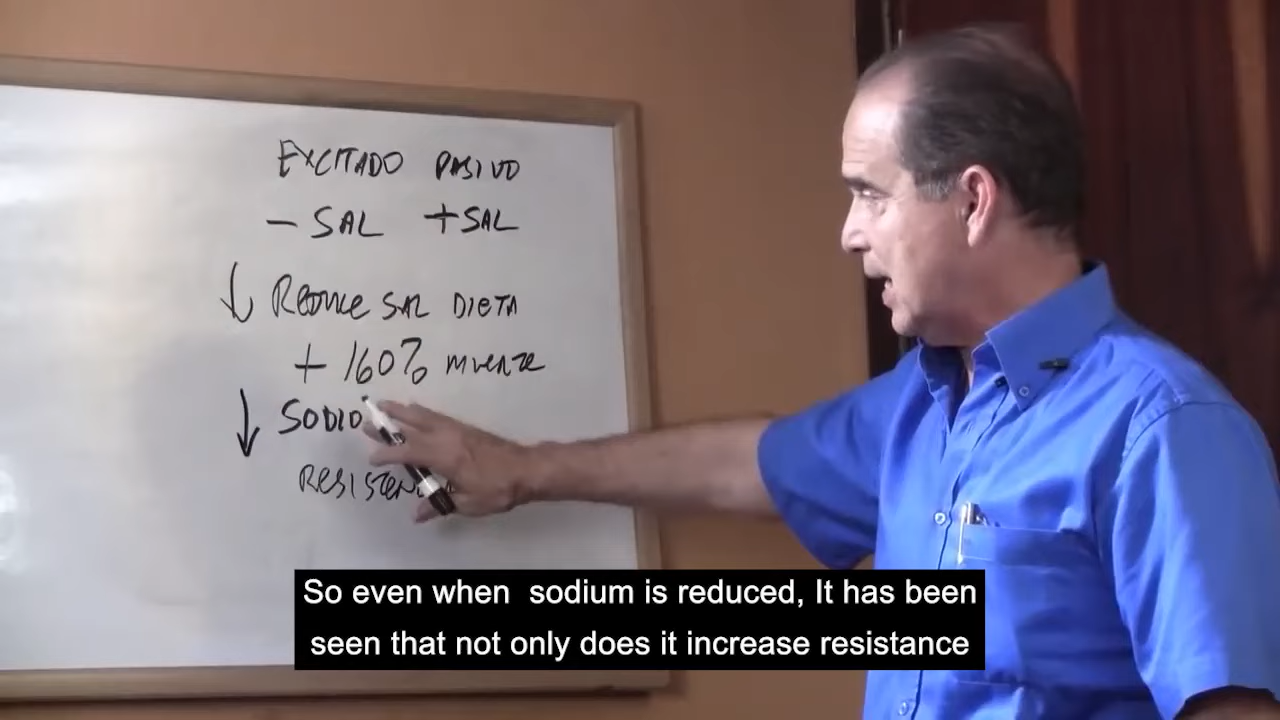 EXCITADO PASIVO
- SAL +SAL
↓ REDUCE SAL DIETA
+ 160% MUERTE
↓ SODIO
So even when sodium is reduced, It has been
seen that not only does it increase resistance